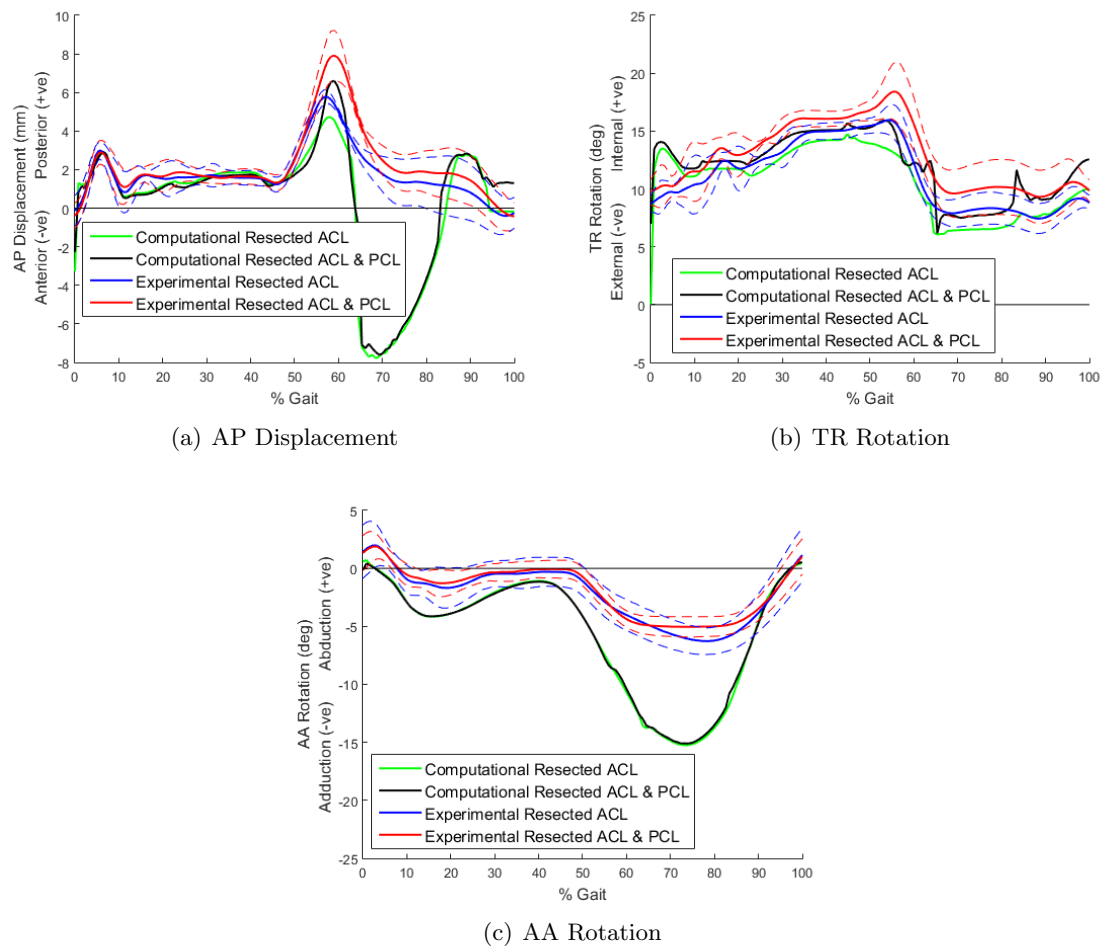 10
8
6
4
2
0
-2
-4
-6
-8
AP Displacement (mm)
Anterior (-ve) Posterior (+ve)
Computational Resected ACL
Computational Resected ACL & PCL
Experimental Resected ACL
Experimental Resected ACL & PCL
0 10 20 30 40 50 60 70 80 90 100
% Gait
(a) AP Displacement
25
20
15
10
5
0
-5
TR Rotation (deg)
External (-ve) Internal (+ve)
Computational Resected ACL
Computational Resected ACL & PCL
Experimental Resected ACL
Experimental Resected ACL & PCL
0 10 20 30 40 50 60 70 80 90 100
% Gait
(b) TR Rotation
5
0
-5
-10
-15
-20
-25
AA Rotation (deg)
Adduction (-ve) Abduction (+ve)
Computational Resected ACL
Computational Resected ACL & PCL
Experimental Resected ACL
Experimental Resected ACL & PCL
0 10 20 30 40 50 60 70 80 90 100
% Gait
(c) AA Rotation